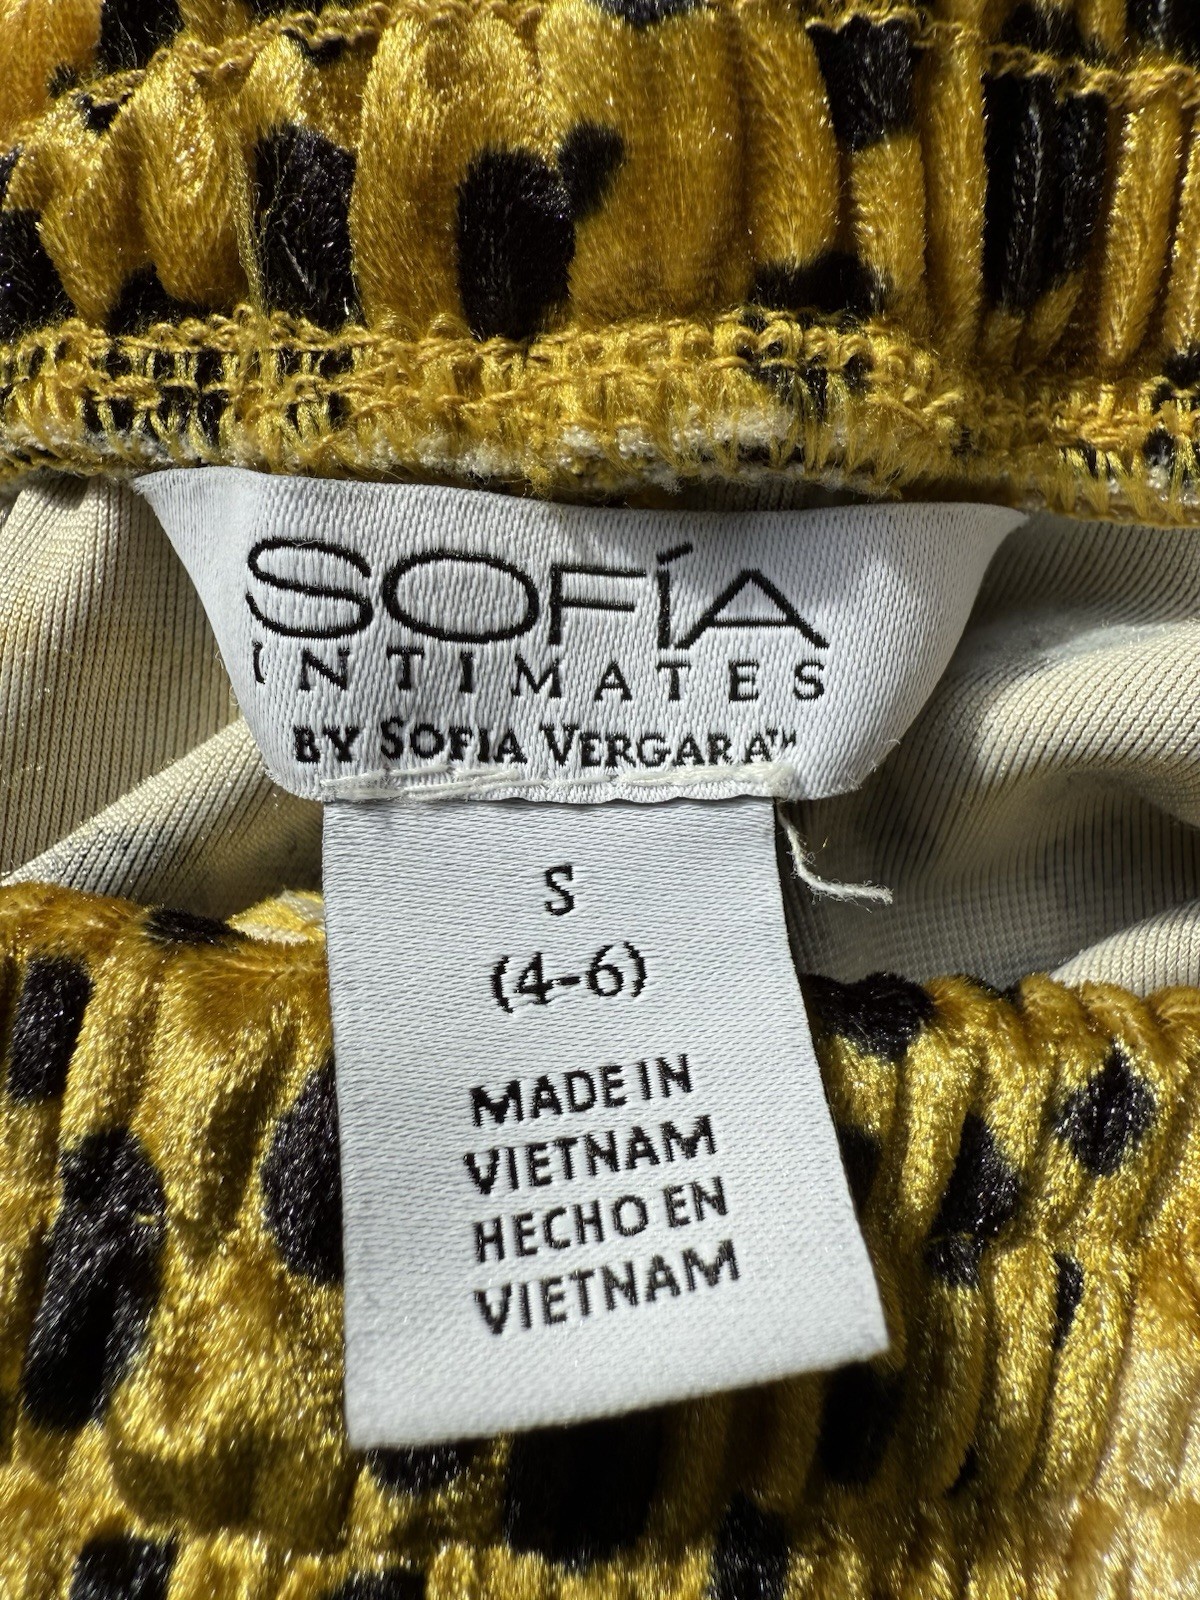 SOFíA
INTIMATES
BY SOFIA VERGARA™
S
(4-6)
MADE IN
VIETNAM
HECHO EN
VIETNAM